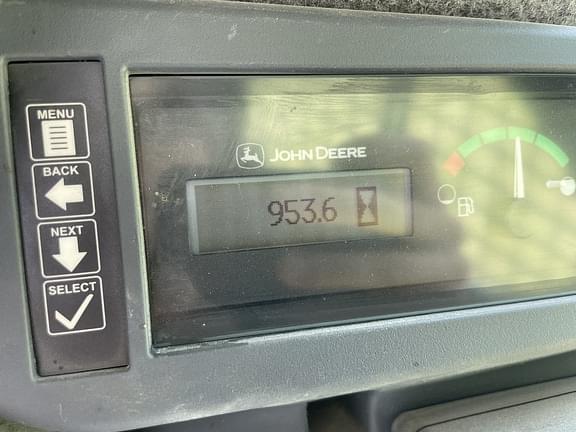 MENU
BACK
NEXT
SELECT
JOHN DEERE
953.6